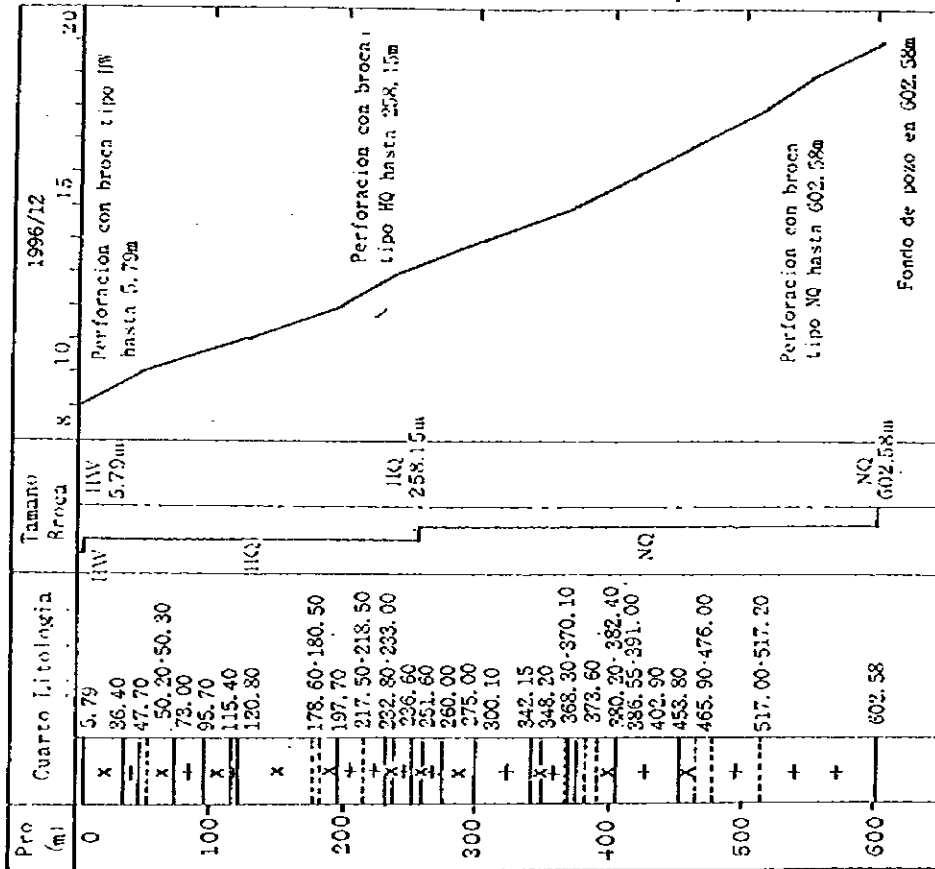 Pro
(m)
Cuarto Litologia
Tamano
Broca
1996/12
8
10
15
20
0
100
200
300
400
500
600
5.79
36.40
47.70
50.20-50.30
73.00
95.70
115.40
120.80
178.60-180.50
197.70
217.50-218.50
232.80-233.00
236.60
251.60
260.00
275.00
300.10
342.15
348.20
368.30-370.10
373.60
380.20-382.40
386.55-391.00
402.90
453.80
465.90-476.00
517.00-517.20
602.58
HW
HQ
NQ
HW
5.79m
HQ
258.15m
NQ
602.58m
Perforacion con broca tipo HW
hasta 5.79m
Perforacion con broca
tipo HQ hasta 258.15m
Perforacion con broca
tipo NQ hasta 602.58m
Fondo de pozo en 602.58m